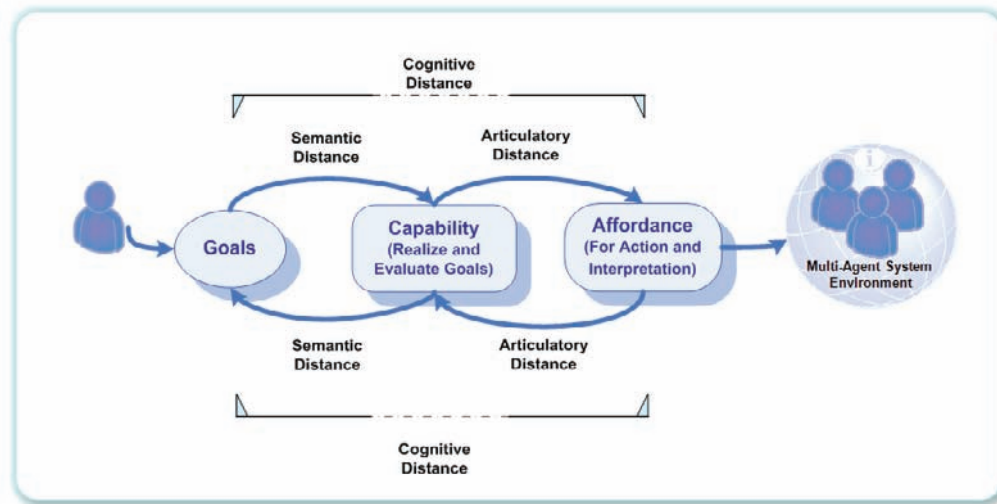 Cognitive
Distance
Semantic
Distance
Articulatory
Distance
Goals
Capability
(Realize and
Evaluate Goals)
Affordance
(For Action and
Interpretation)
i
Multi-Agent System
Environment
Semantic
Distance
Articulatory
Distance
Cognitive
Distance